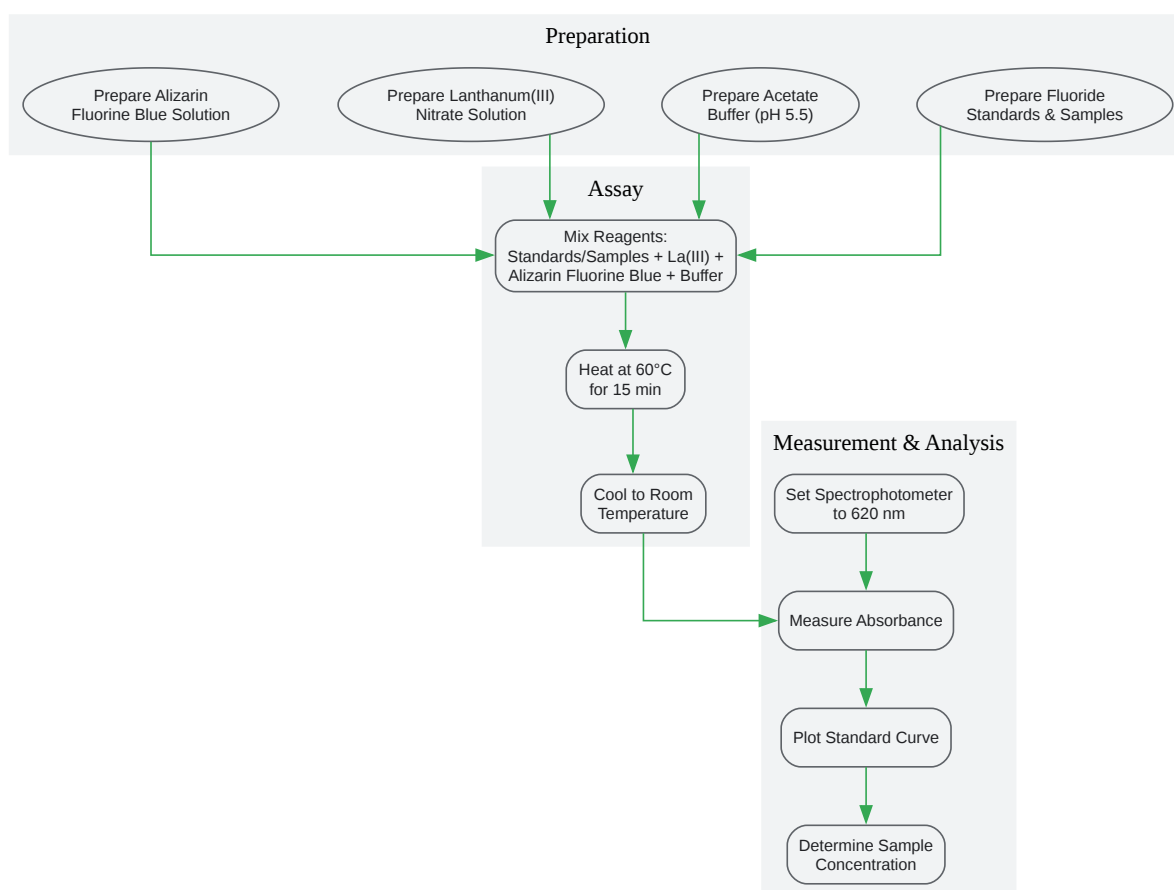 Preparation
Prepare Alizarin
Fluorine Blue Solution
Prepare Lanthanum(III)
Nitrate Solution
Prepare Acetate
Buffer (pH 5.5)
Prepare Fluoride
Standards & Samples
Assay
Mix Reagents:
Standards/Samples + La(III) +
Alizarin Fluorine Blue + Buffer
Heat at 60°C
for 15 min
Cool to Room
Temperature
Measurement & Analysis
Set Spectrophotometer
to 620 nm
Measure Absorbance
Plot Standard Curve
Determine Sample
Concentration